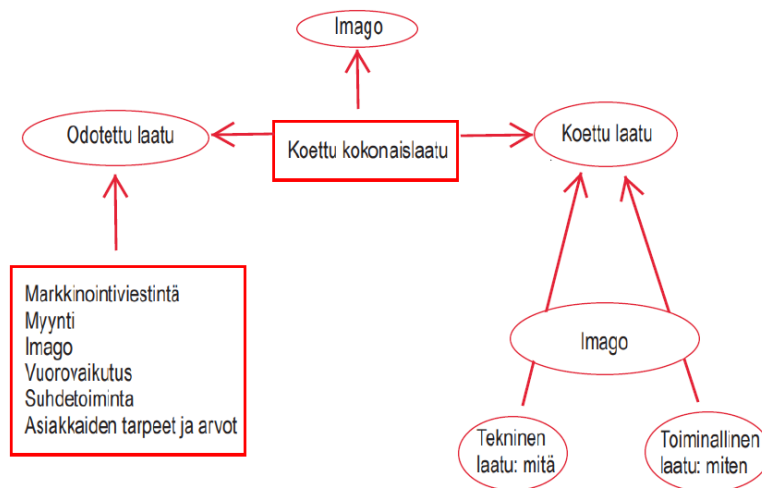 Imago
Odotettu laatu
Koettu kokonaislaatu
Koettu laatu
Markkinointiviestintä
Myynti
Imago
Vuorovaikutus
Suhdetoiminta
Asiakkaiden tarpeet ja arvot
Imago
Tekninen
laatu: mitä
Toiminallinen
laatu: miten